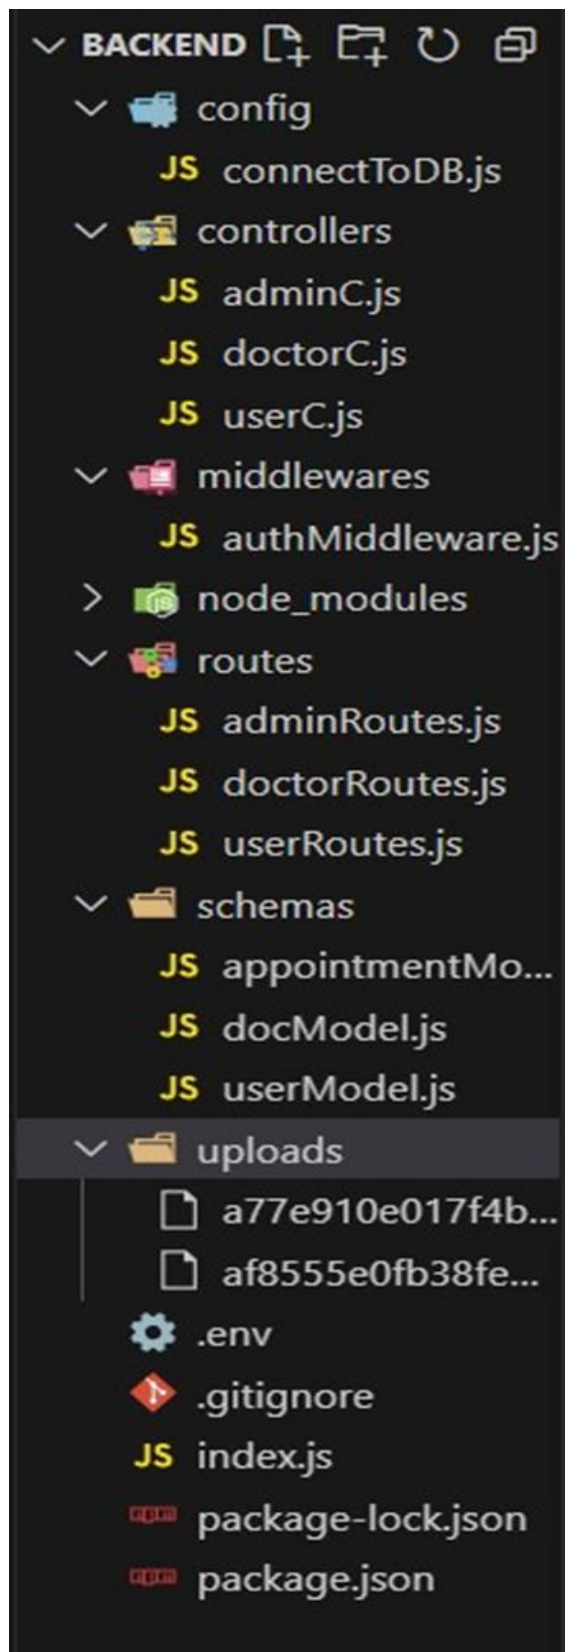 BACKEND
config
JS connectToDB.js
controllers
JS adminC.js
JS doctorC.js
JS userC.js
middlewares
JS authMiddleware.js
node_modules
routes
JS adminRoutes.js
JS doctorRoutes.js
JS userRoutes.js
schemas
JS appointmentMo...
JS docModel.js
JS userModel.js
uploads
a77e910e017f4b...
af8555e0fb38fe...
.env
.gitignore
JS index.js
package-lock.json
package.json